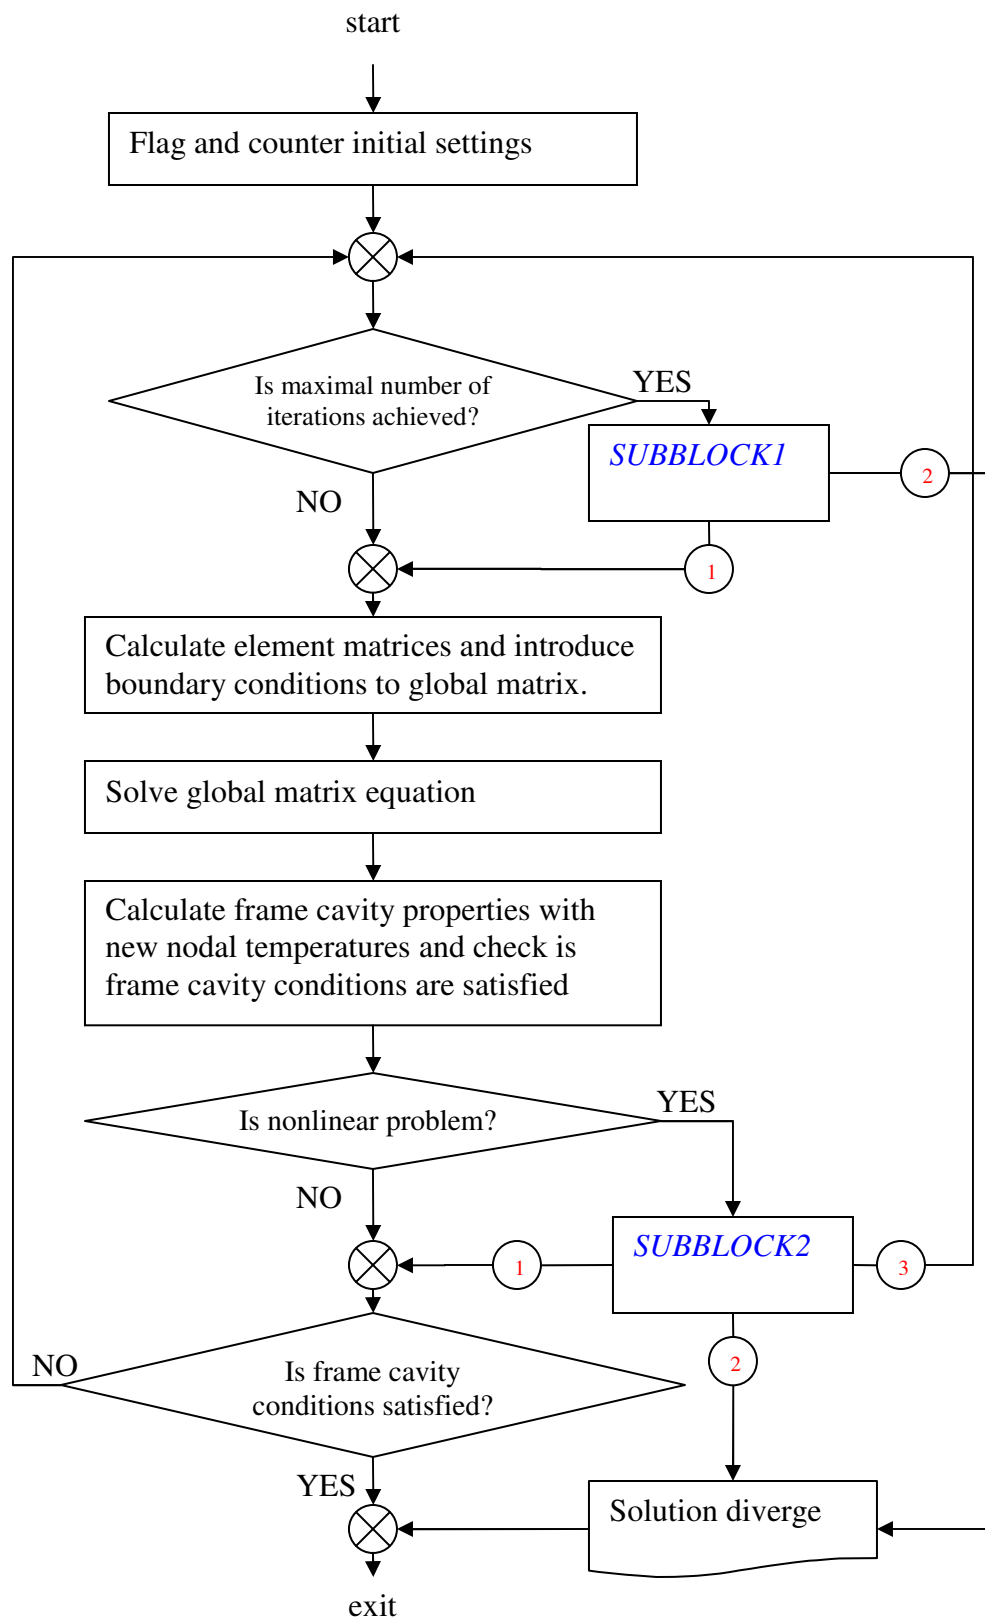 start
Flag and counter initial settings
Is maximal number of
iterations achieved?
YES
SUBBLOCK1
2
NO
1
Calculate element matrices and introduce
boundary conditions to global matrix.
Solve global matrix equation
Calculate frame cavity properties with
new nodal temperatures and check is
frame cavity conditions are satisfied
Is nonlinear problem?
YES
NO
SUBBLOCK2
1
3
2
NO
Is frame cavity
conditions satisfied?
YES
Solution diverge
exit